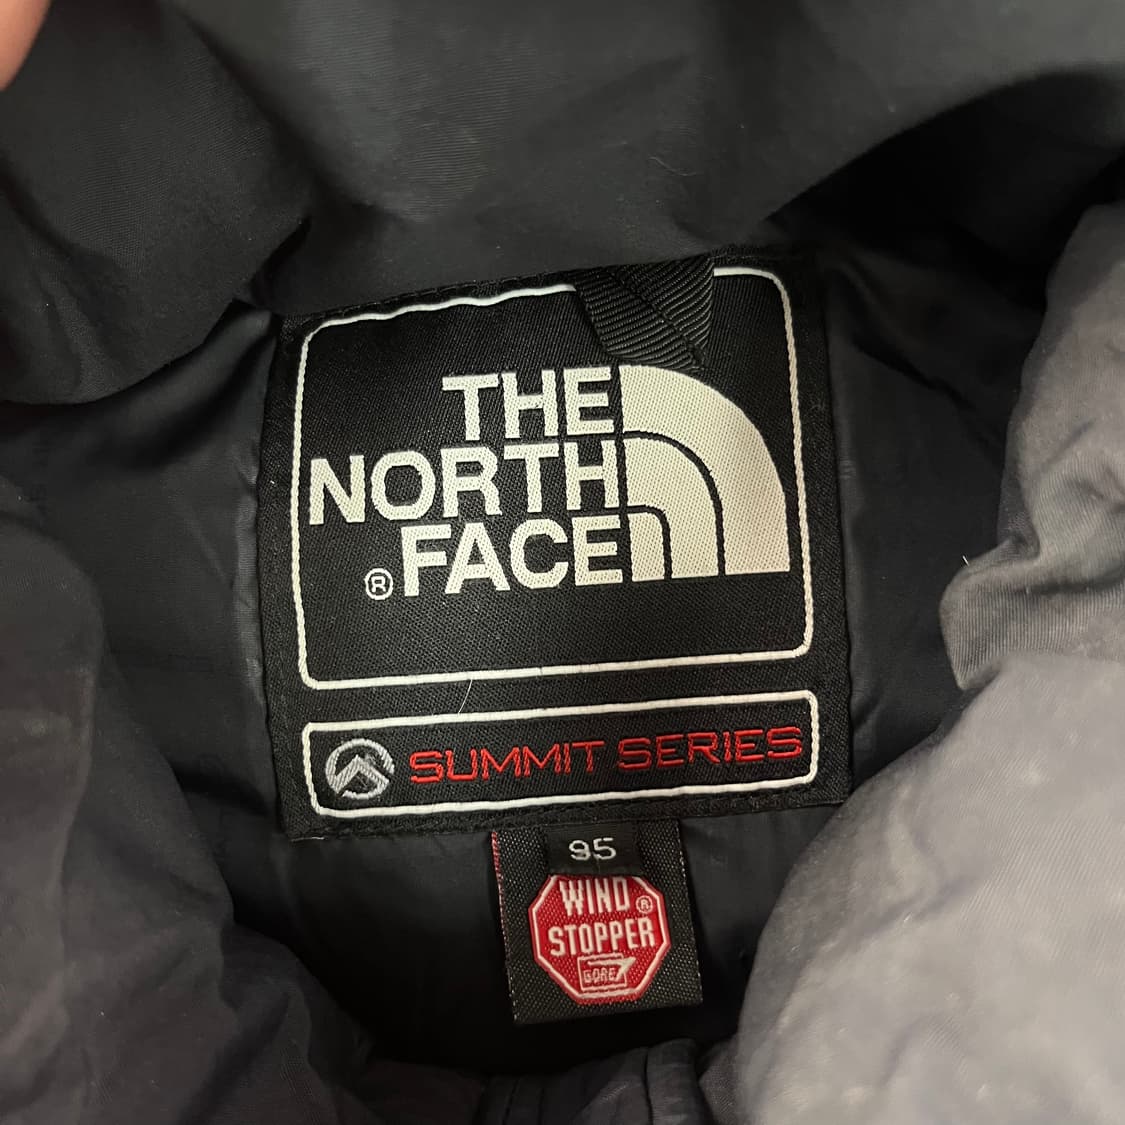 THE
NORTH
® FACE
SUMMIT SERIES
95
WIND ®
STOPPER
GORE